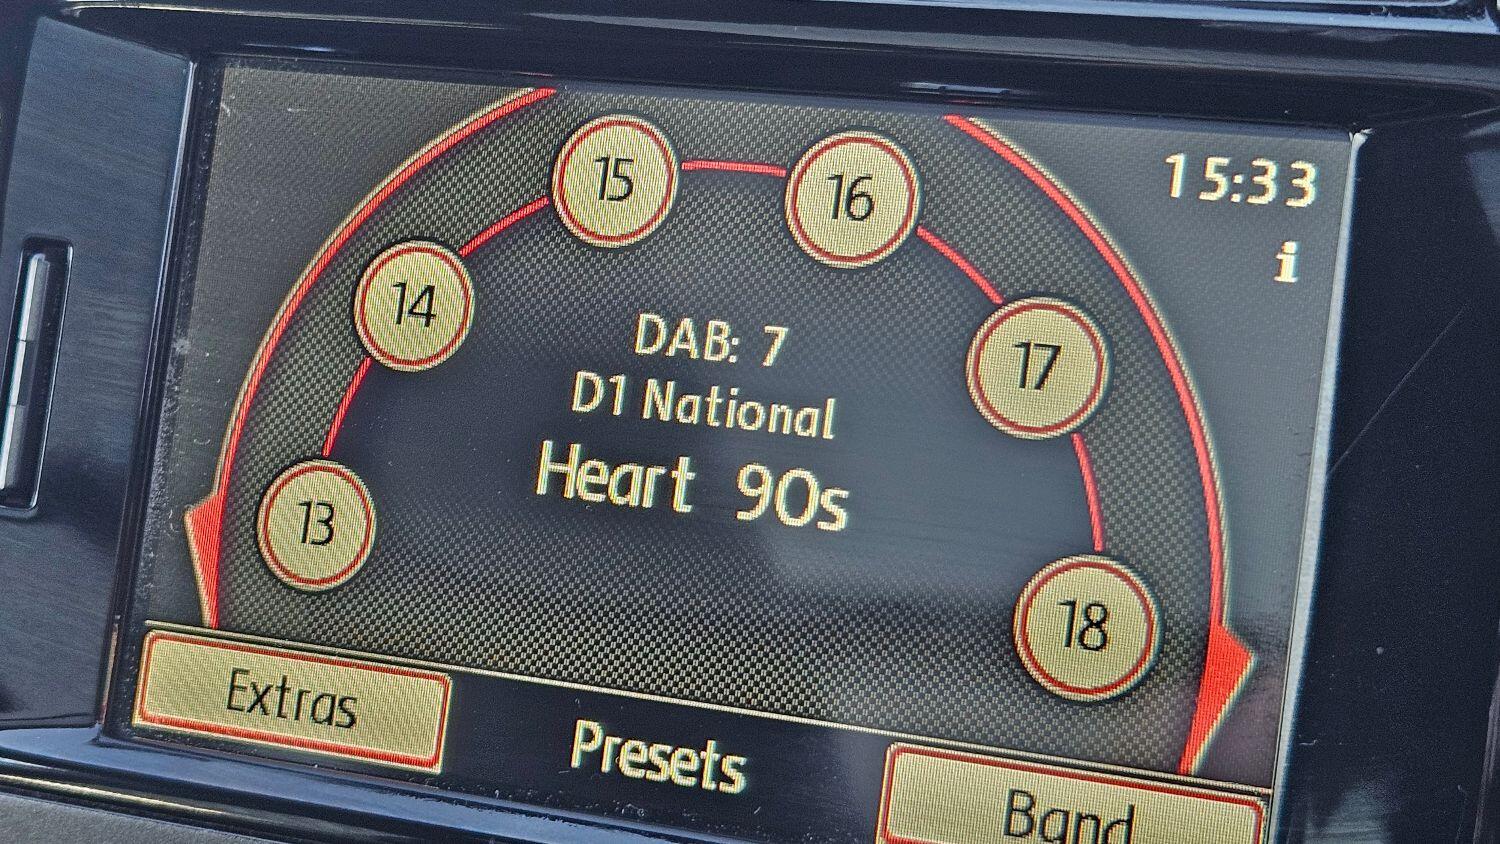 15:33
i
15
16
14
17
13
18
DAB: 7
D1 National
Heart 90s
Extras
Presets
Band